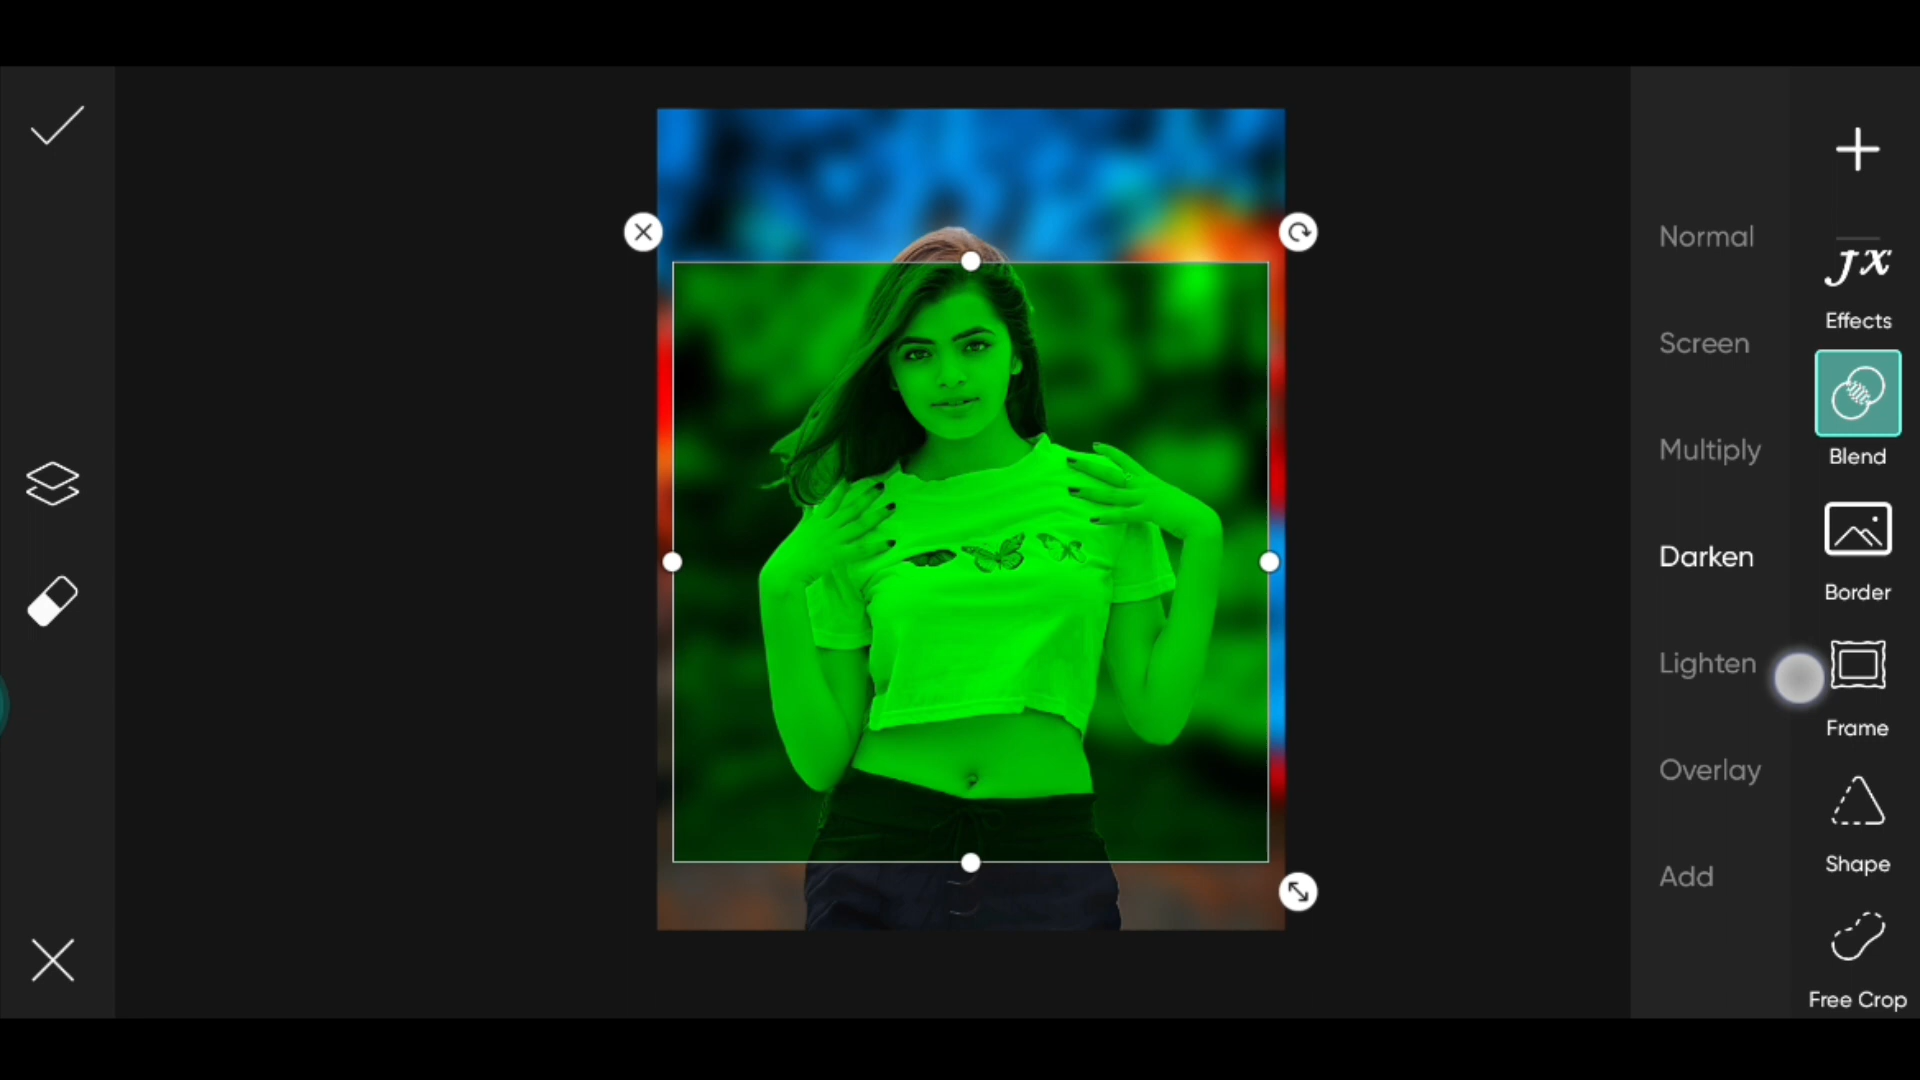 Normal
Screen
Multiply
Darken
Lighten
Overlay
Add
Effects
Blend
Border
Frame
Shape
Free Crop